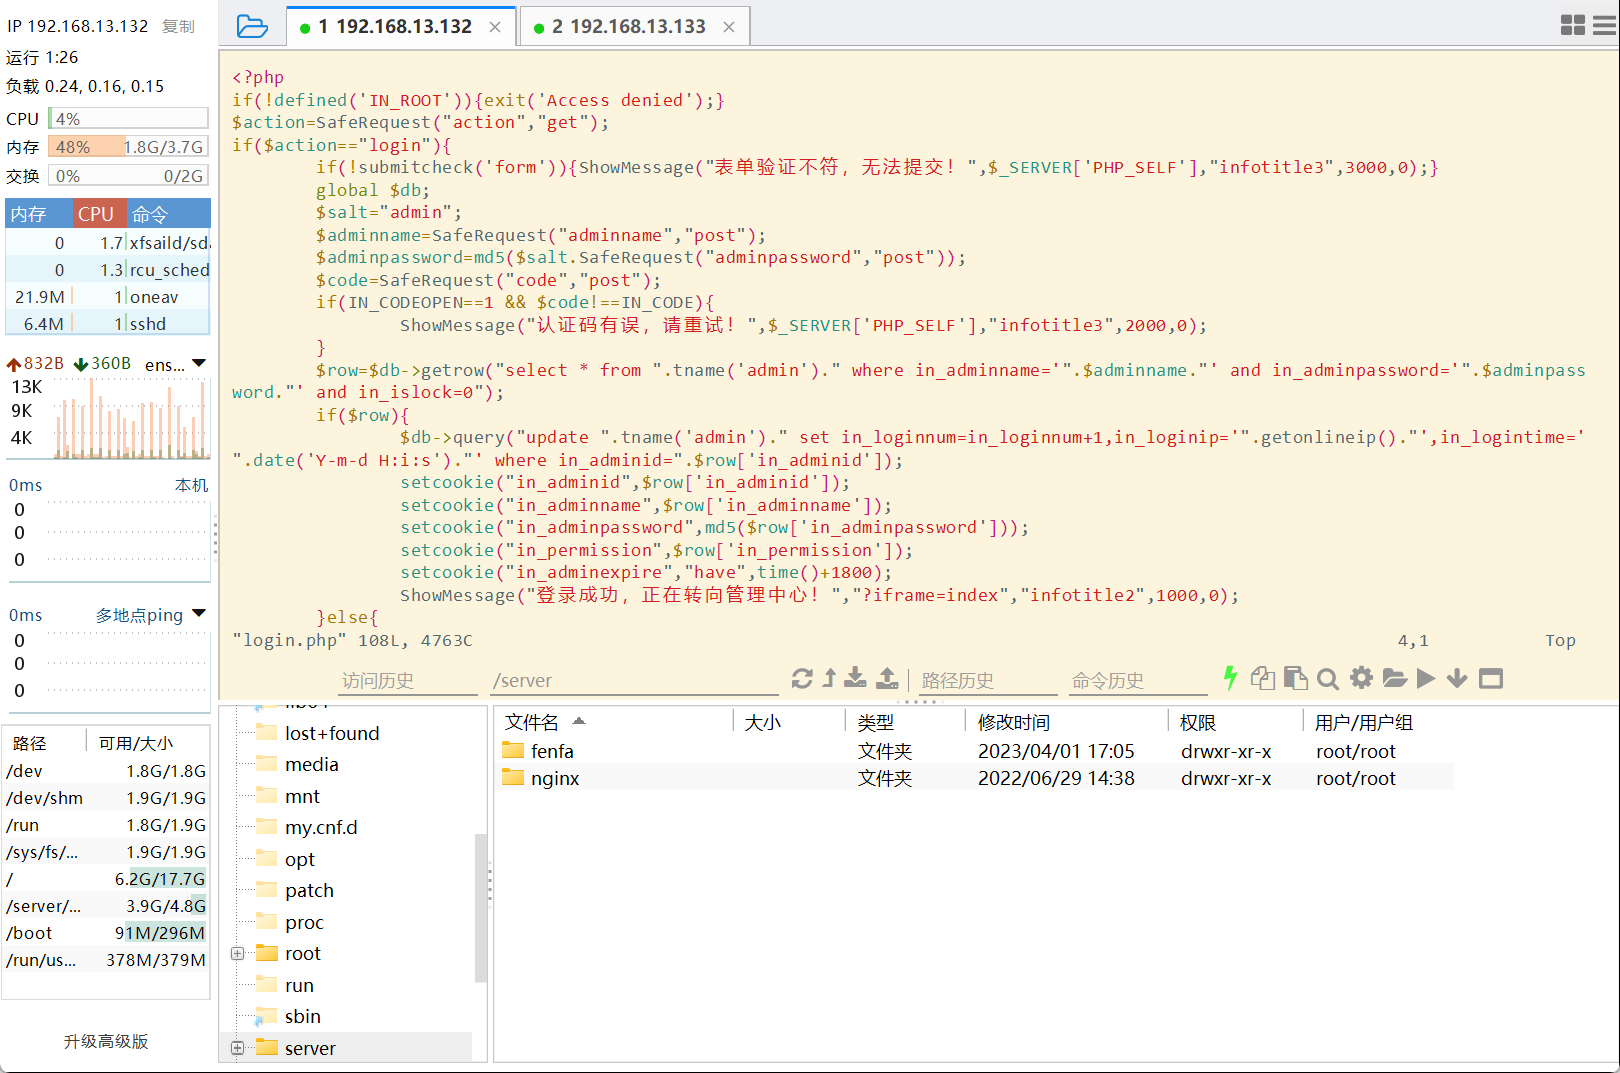 IP 192.168.13.132 复制
运行 1:26
负载 0.24, 0.16, 0.15
CPU 4%
内存 48% 1.8G/3.7G
交换 0% 0/2G
内存 CPU 命令
0 1.7 xfsaild/sda
0 1.3 rcu_sched
21.9M 1 oneav
6.4M 1 sshd
832B 360B ens...
13K
9K
4K
0ms 本机
0
0
0
0ms 多地点ping
0
0
0
路径 可用/大小
/dev 1.8G/1.8G
/dev/shm 1.9G/1.9G
/run 1.8G/1.9G
/sys/fs/... 1.9G/1.9G
/ 6.2G/17.7G
/server/... 3.9G/4.8G
/boot 91M/296M
/run/us... 378M/379M
升级高级版
1 192.168.13.132
2 192.168.13.133
<?php
if(!defined('IN_ROOT')){exit('Access denied');}
$action=SafeRequest("action","get");
if($action=="login"){
        if(!submitcheck('form')){ShowMessage("表单验证不符，无法提交！",$_SERVER['PHP_SELF'],"infotitle3",3000,0);}
        global $db;
        $salt="admin";
        $adminname=SafeRequest("adminname","post");
        $adminpassword=md5($salt.SafeRequest("adminpassword","post"));
        $code=SafeRequest("code","post");
        if(IN_CODEOPEN==1 && $code!==IN_CODE){
                ShowMessage("认证码有误，请重试！",$_SERVER['PHP_SELF'],"infotitle3",2000,0);
        }
        $row=$db->getrow("select * from ".tname('admin')." where in_adminname='".$adminname."' and in_adminpassword='".$adminpass
word."' and in_islock=0");
        if($row){
                $db->query("update ".tname('admin')." set in_loginnum=in_loginnum+1,in_loginip='".getonlineip()."',in_logintime='
".date('Y-m-d H:i:s')."' where in_adminid=".$row['in_adminid']);
                setcookie("in_adminid",$row['in_adminid']);
                setcookie("in_adminname",$row['in_adminname']);
                setcookie("in_adminpassword",md5($row['in_adminpassword']));
                setcookie("in_permission",$row['in_permission']);
                setcookie("in_adminexpire","have",time()+1800);
                ShowMessage("登录成功，正在转向管理中心！","?iframe=index","infotitle2",1000,0);
        }else{
"login.php" 108L, 4763C 4,1 Top
访问历史 /server 路径历史 命令历史
lost+found
media
mnt
my.cnf.d
opt
patch
proc
root
run
sbin
server
文件名 大小 类型 修改时间 权限 用户/用户组
fenfa 文件夹 2023/04/01 17:05 drwxr-xr-x root/root
nginx 文件夹 2022/06/29 14:38 drwxr-xr-x root/root